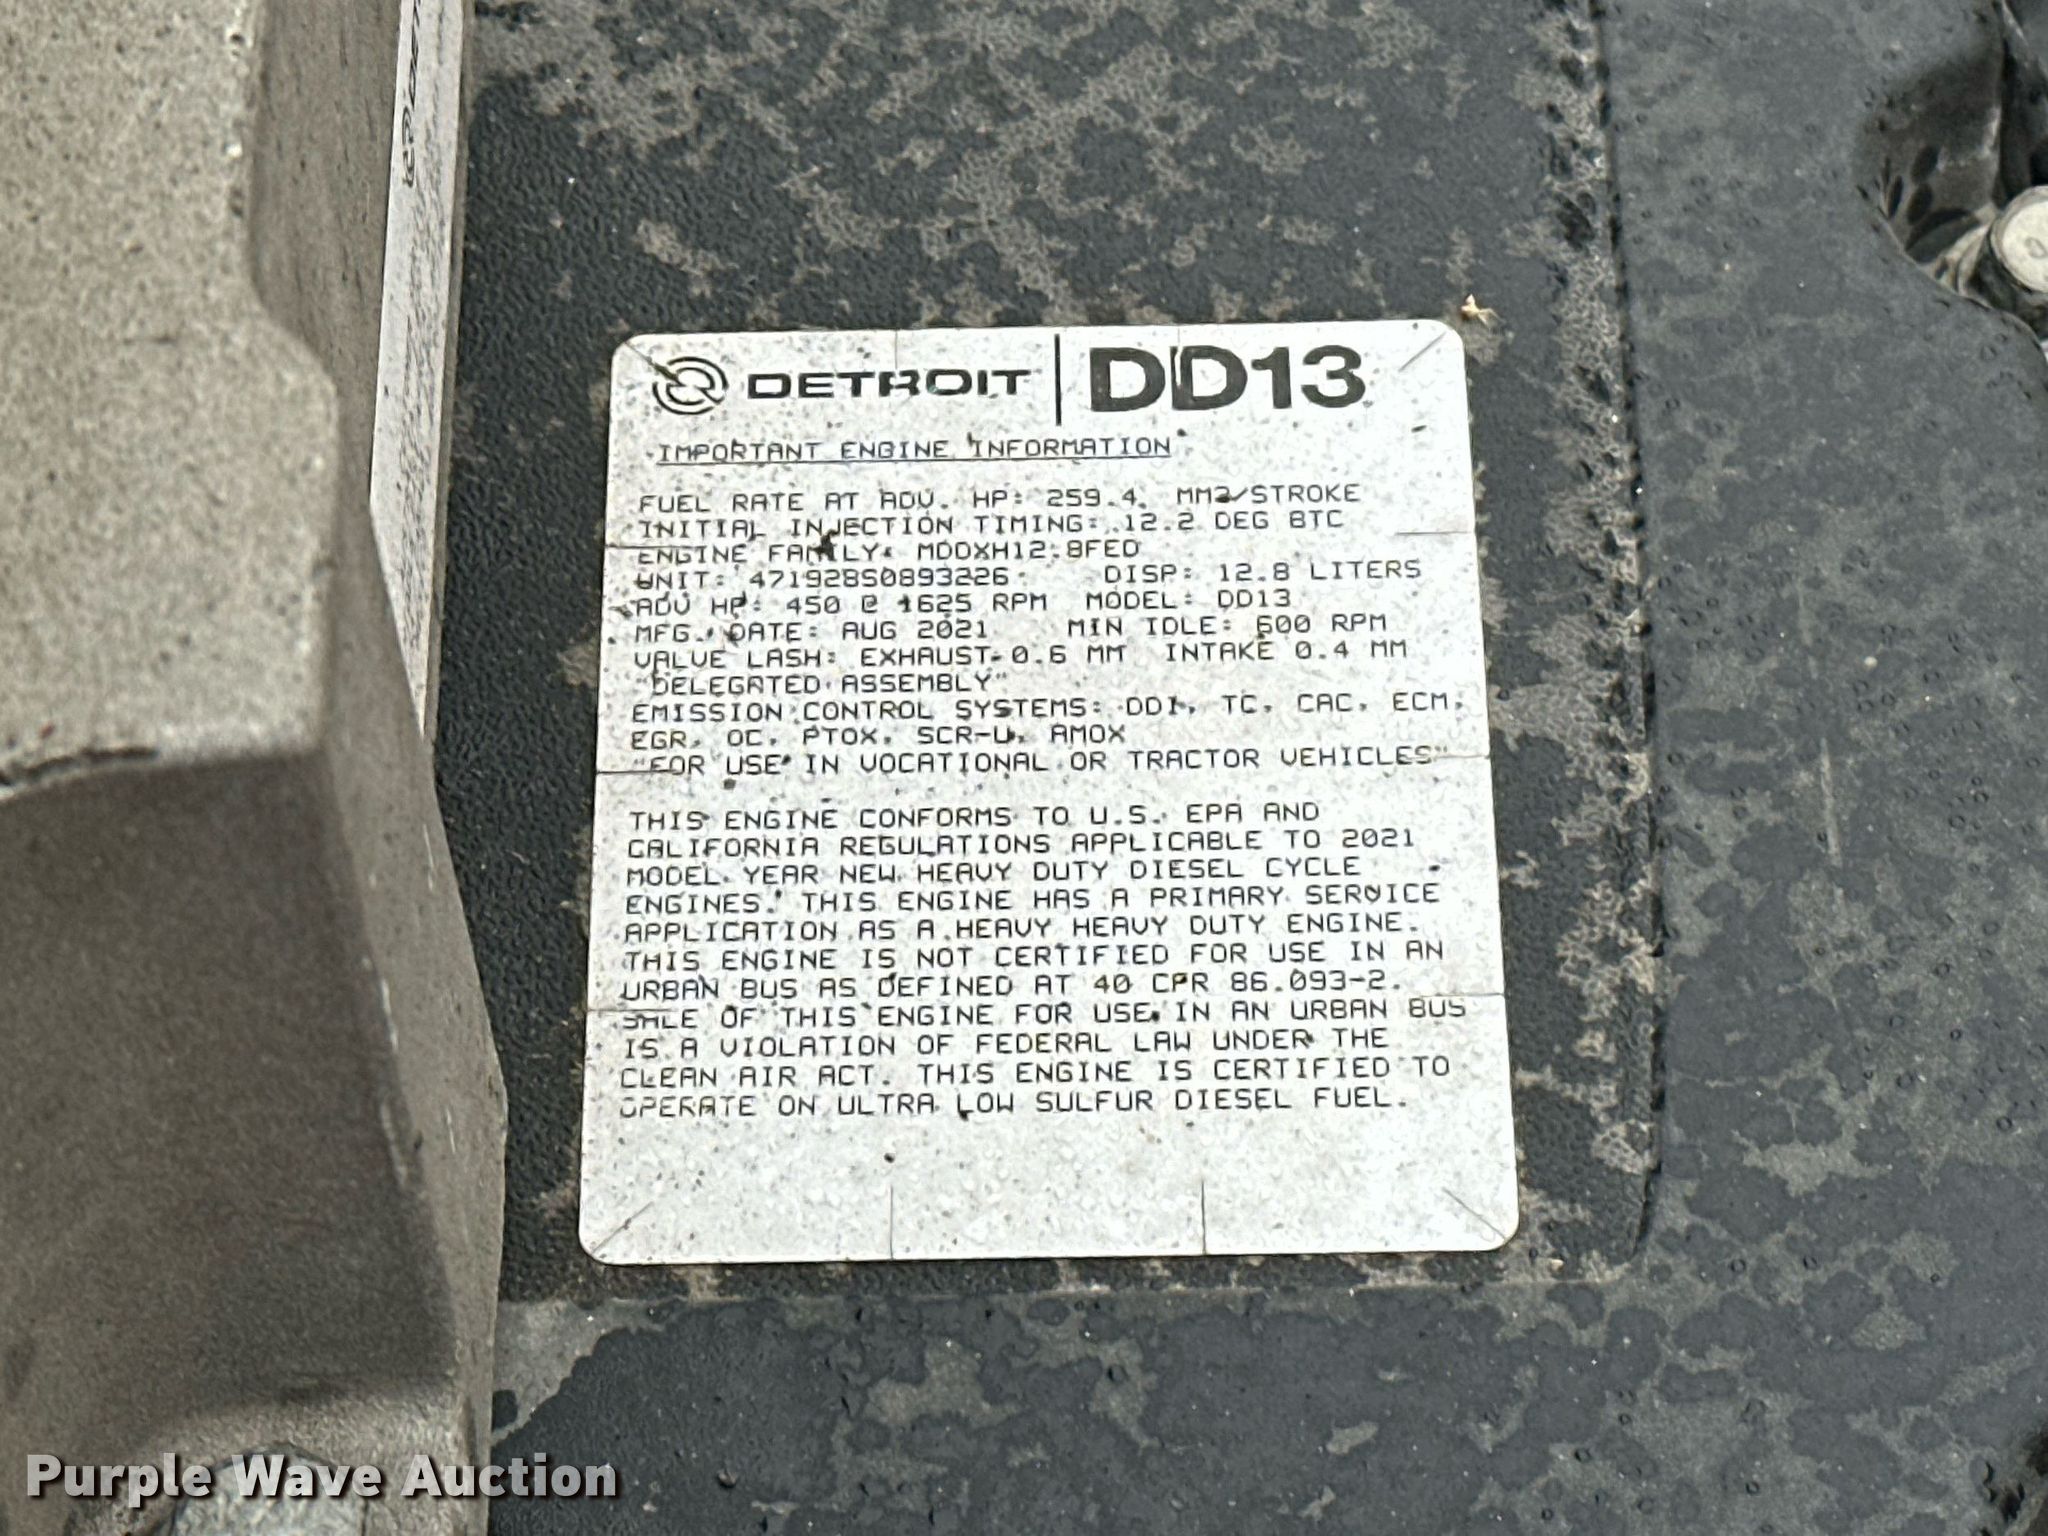 DETROIT | DD13
IMPORTANT ENGINE INFORMATION
FUEL RATE AT ADV. HP: 259.4 MM3/STROKE
INITIAL INJECTION TIMING: 12.2 DEG BTC
ENGINE FAMILY: MDDXH12.8FED
UNIT: 471928S0893226 DISP: 12.8 LITERS
ADV HP: 450 @ 1625 RPM MODEL: DD13
MFG. DATE: AUG 2021 MIN IDLE: 600 RPM
VALVE LASH: EXHAUST 0.6 MM INTAKE 0.4 MM
"DELEGATED ASSEMBLY"
EMISSION CONTROL SYSTEMS: DDI, TC, CAC, ECM,
EGR, OC, PTOX, SCR-U, AMOX
"FOR USE IN VOCATIONAL OR TRACTOR VEHICLES"
THIS ENGINE CONFORMS TO U.S. EPA AND
CALIFORNIA REGULATIONS APPLICABLE TO 2021
MODEL YEAR NEW HEAVY DUTY DIESEL CYCLE
ENGINES. THIS ENGINE HAS A PRIMARY SERVICE
APPLICATION AS A HEAVY HEAVY DUTY ENGINE.
THIS ENGINE IS NOT CERTIFIED FOR USE IN AN
URBAN BUS AS DEFINED AT 40 CFR 86.093-2.
SALE OF THIS ENGINE FOR USE IN AN URBAN BUS
IS A VIOLATION OF FEDERAL LAW UNDER THE
CLEAN AIR ACT. THIS ENGINE IS CERTIFIED TO
OPERATE ON ULTRA LOW SULFUR DIESEL FUEL.
Purple Wave Auction